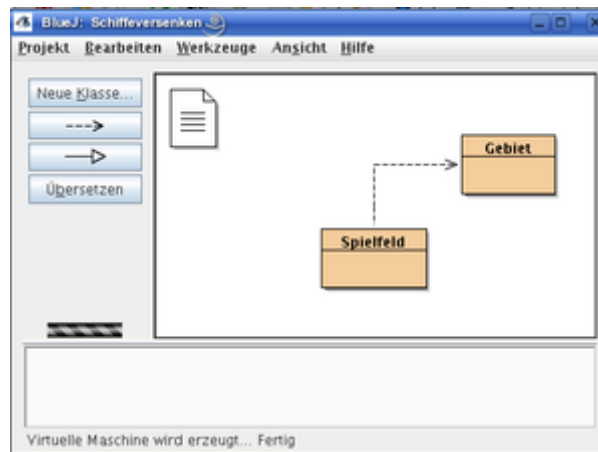 BlueJ: Schiffeversenken
Projekt Bearbeiten Werkzeuge Ansicht Hilfe
Neue Klasse...
Übersetzen
Gebiet
Spielfeld
Virtuelle Maschine wird erzeugt... Fertig